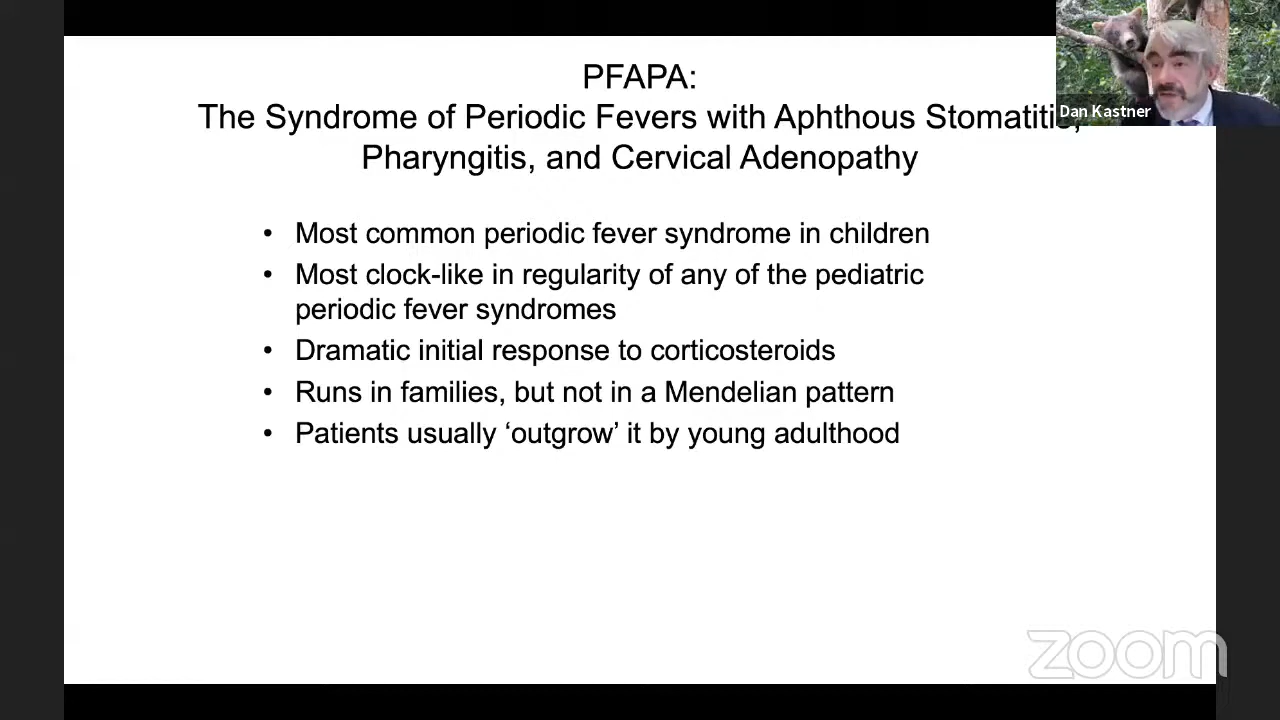 PFAPA:
The Syndrome of Periodic Fevers with Aphthous Stomatitis,
Pharyngitis, and Cervical Adenopathy
• Most common periodic fever syndrome in children
• Most clock-like in regularity of any of the pediatric
periodic fever syndromes
• Dramatic initial response to corticosteroids
• Runs in families, but not in a Mendelian pattern
• Patients usually ‘outgrow’ it by young adulthood
Dan Kastner
zoom